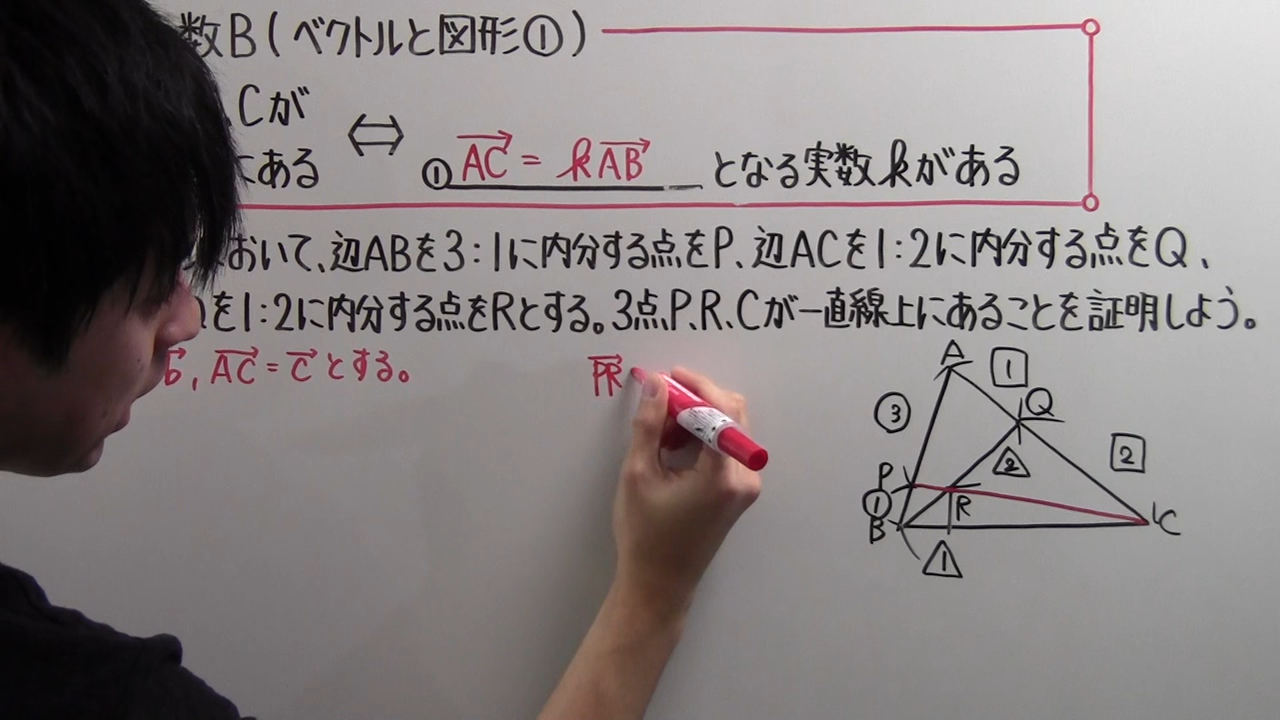 数B(ベクトルと図形①)
Cが
にある ⇔ ①AC = kAB となる実数kがある
おいて、辺ABを3:1に内分する点をP、辺ACを1:2に内分する点をQ、
を1:2に内分する点をRとする。3点P、R、Cが一直線上にあることを証明しよう。
b, AC = c とする。
PR
A
1
3
Q
2
2
P
1
R
B
C
1